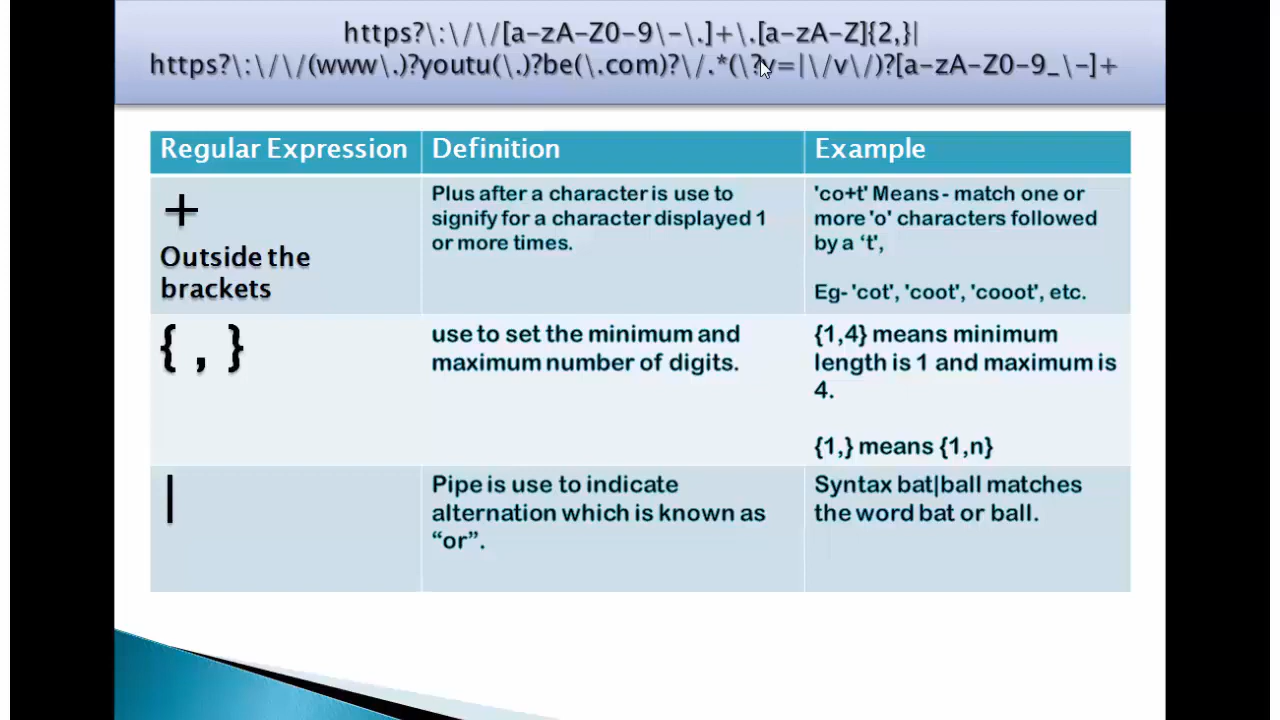 https?\:\/\/[a-zA-Z0-9\-\.]+\.[a-zA-Z]{2,}|
https?\:\/\/(www\.)?youtu(\.)?be(\.com)?\/.*(\?v=|\/v\/)?[a-zA-Z0-9_\-]+
Regular Expression Definition Example
+
Outside the
brackets
Plus after a character is use to
signify for a character displayed 1
or more times.
'co+t' Means- match one or
more 'o' characters followed
by a ‘t’,
Eg- 'cot', 'coot', 'cooot', etc.
{ , }
use to set the minimum and
maximum number of digits.
{1,4} means minimum
length is 1 and maximum is
4.
{1,} means {1,n}
|
Pipe is use to indicate
alternation which is known as
“or”.
Syntax bat|ball matches
the word bat or ball.